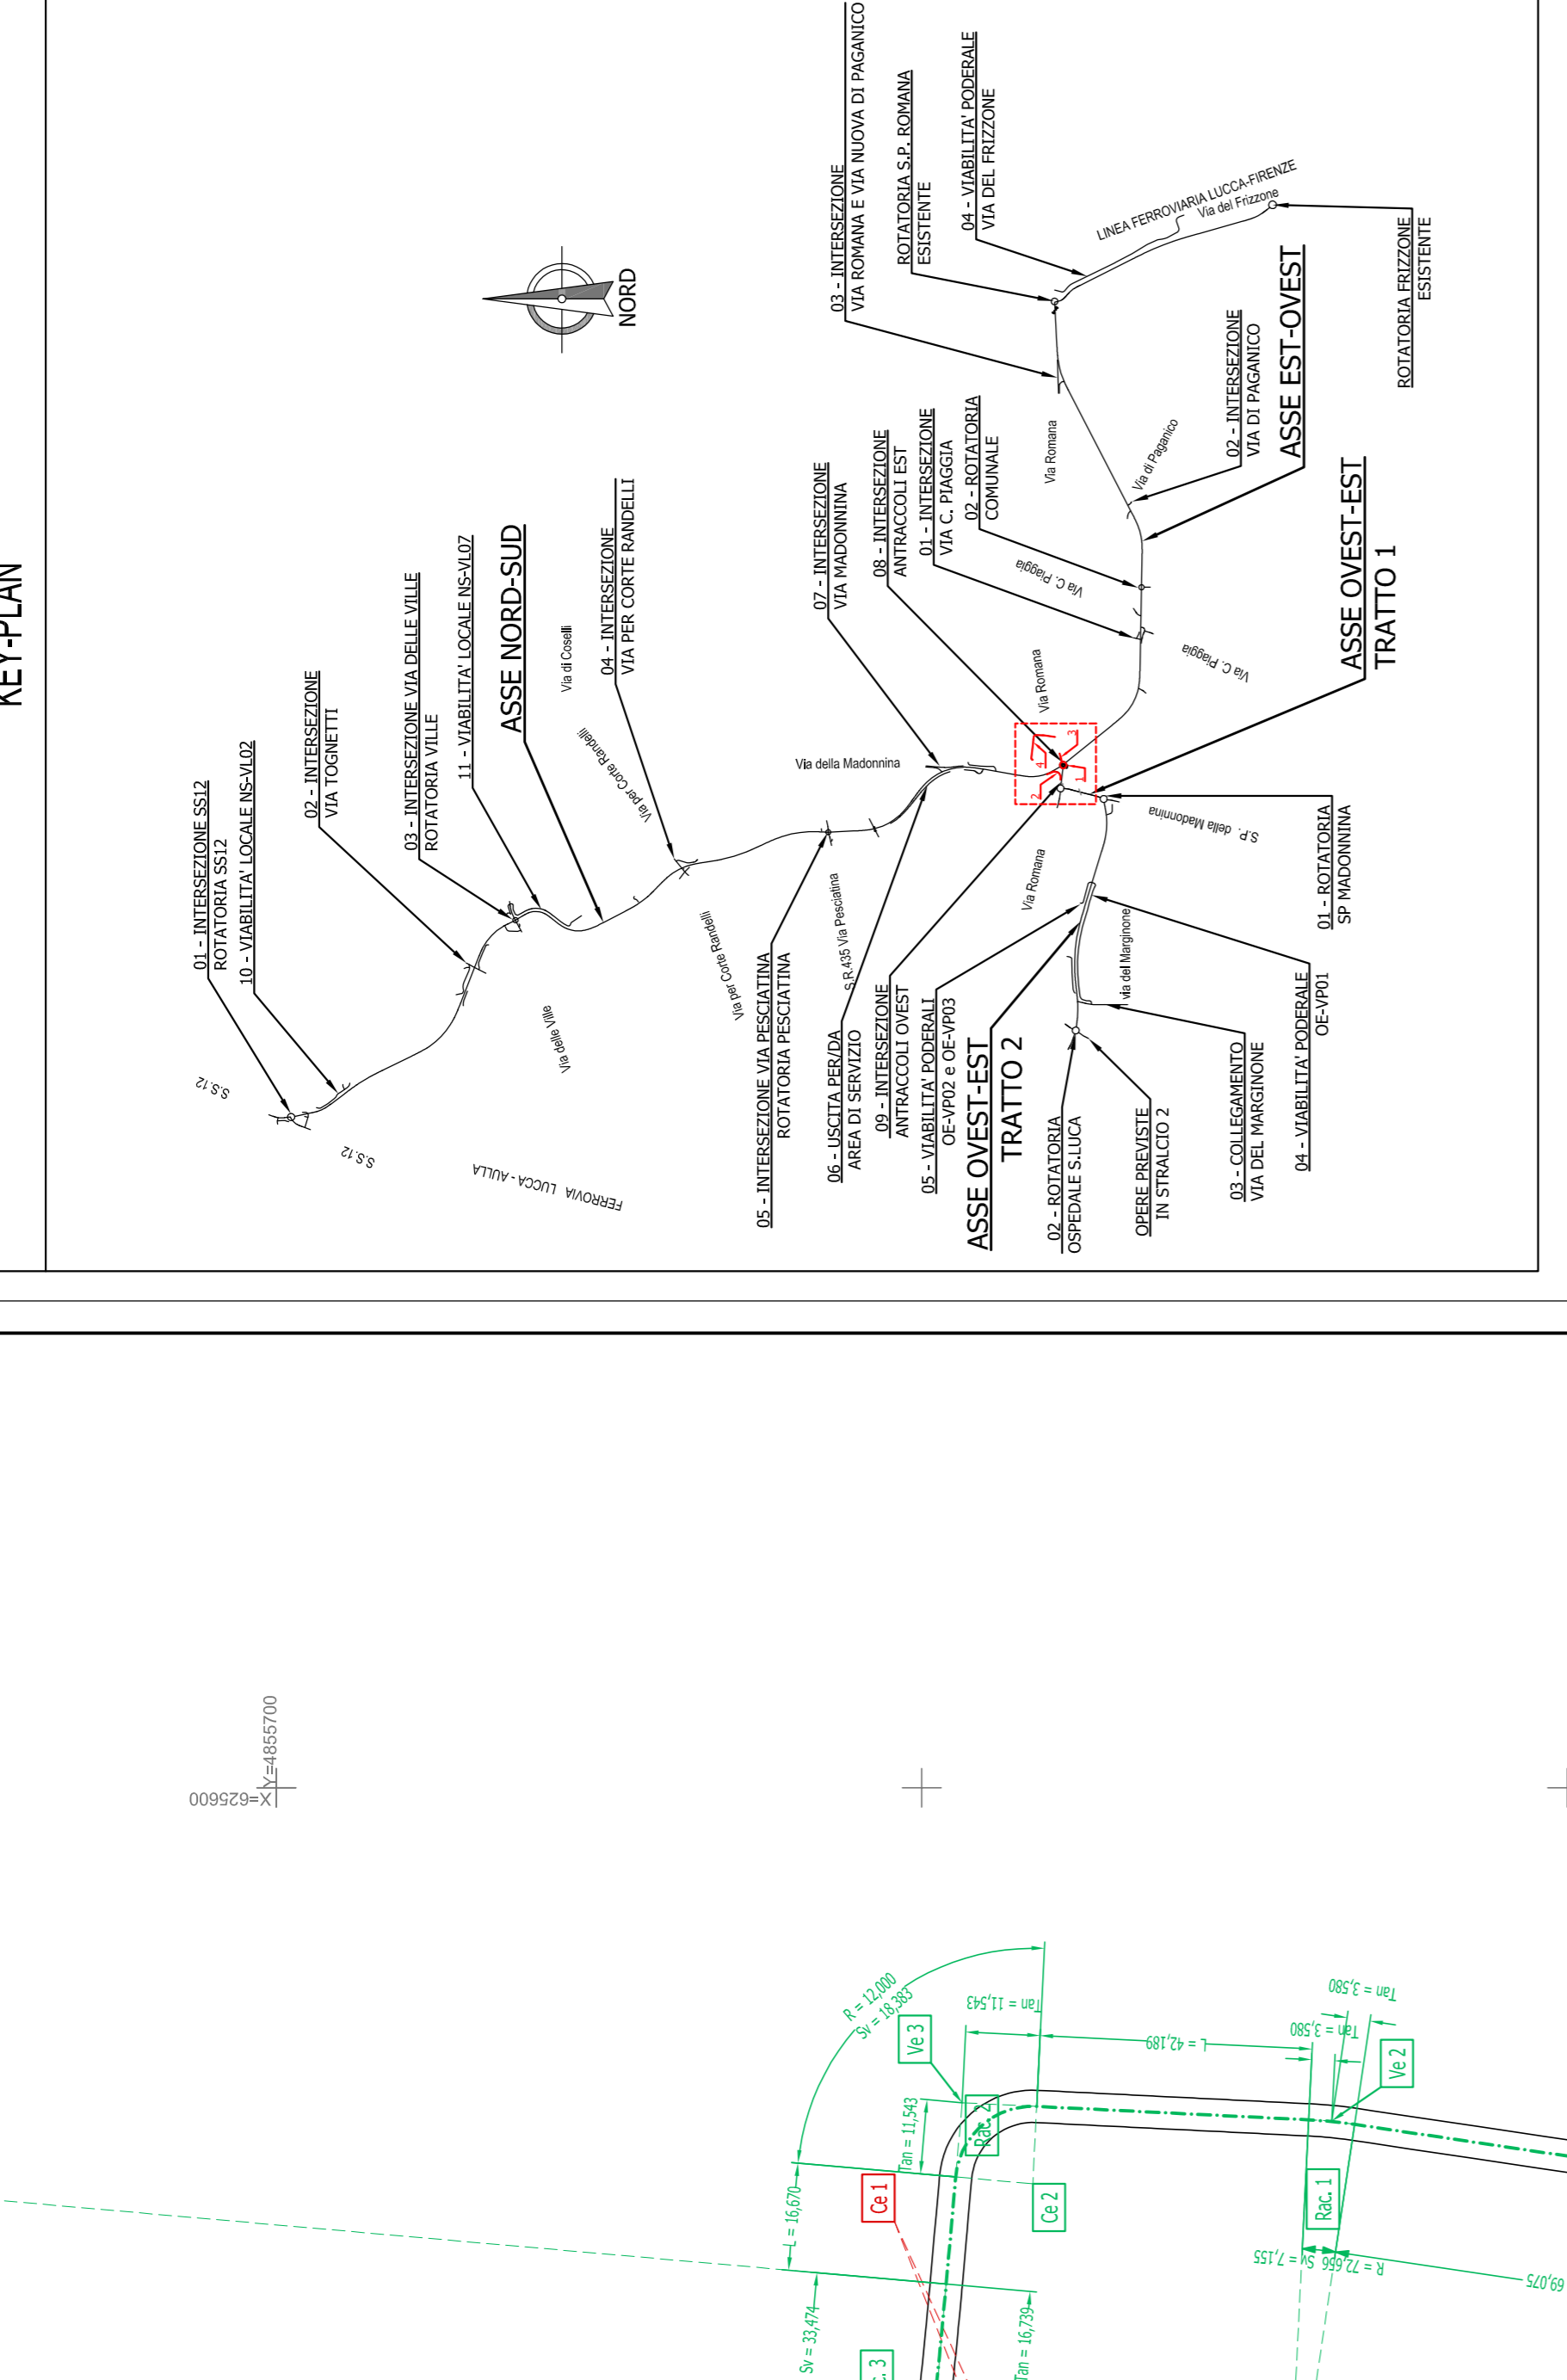 KEY-PLAN
01 - INTERSEZIONE SS12
ROTATORIA SS12
10 - VIABILITA' LOCALE NS-VL02
02 - INTERSEZIONE
VIA TOGNETTI
03 - INTERSEZIONE VIA DELLE VILLE
ROTATORIA VILLE
11 - VIABILITA' LOCALE NS-VL07
ASSE NORD-SUD
Via di Coselli
04 - INTERSEZIONE
VIA PER CORTE RANDELLI
NORD
S.S.12
S.S.12
FERROVIA LUCCA - AULLA
Via delle Ville
Via per Corte Randelli
Via per Corte Randelli
05 - INTERSEZIONE VIA PESCIATINA
ROTATORIA PESCIATINA
S.R.435 Via Pesciatina
Via della Madonnina
06 - USCITA PER/DA
AREA DI SERVIZIO
07 - INTERSEZIONE
VIA MADONNINA
08 - INTERSEZIONE
ANTRACCOLI EST
09 - INTERSEZIONE
ANTRACCOLI OVEST
01 - INTERSEZIONE
VIA C. PIAGGIA
02 - ROTATORIA
COMUNALE
03 - INTERSEZIONE
VIA ROMANA E VIA NUOVA DI PAGANICO
ROTATORIA S.P. ROMANA
ESISTENTE
04 - VIABILITA' PODERALE
VIA DEL FRIZZONE
LINEA FERROVIARIA LUCCA-FIRENZE
Via del Frizzone
ROTATORIA FRIZZONE
ESISTENTE
Via Romana
Via di Paganico
02 - INTERSEZIONE
VIA DI PAGANICO
ASSE EST-OVEST
Via C. Piaggia
Via C. Piaggia
Via Romana
1
2
3
4
ASSE OVEST-EST
TRATTO 1
05 - VIABILITA' PODERALI
OE-VP02 e OE-VP03
ASSE OVEST-EST
TRATTO 2
Via Romana
via del Marginone
S.P. della Madonnina
01 - ROTATORIA
SP MADONNINA
02 - ROTATORIA
OSPEDALE S.LUCA
OPERE PREVISTE
IN STRALCIO 2
03 - COLLEGAMENTO
VIA DEL MARGINONE
04 - VIABILITA' PODERALE
OE-VP01
X=625600
Y=4855700
R = 12,000
Sv = 18,383
Tan = 11,543
Ve 3
Tan = 11,543
Rac. 2
L = 42,189
Tan = 3,580
Tan = 3,580
Ve 2
L = 16,670
Ce 1
Ce 2
Rac. 1
R = 72,656 Sv = 7,155
69,075
Sv = 33,474
Tan = 16,739
3